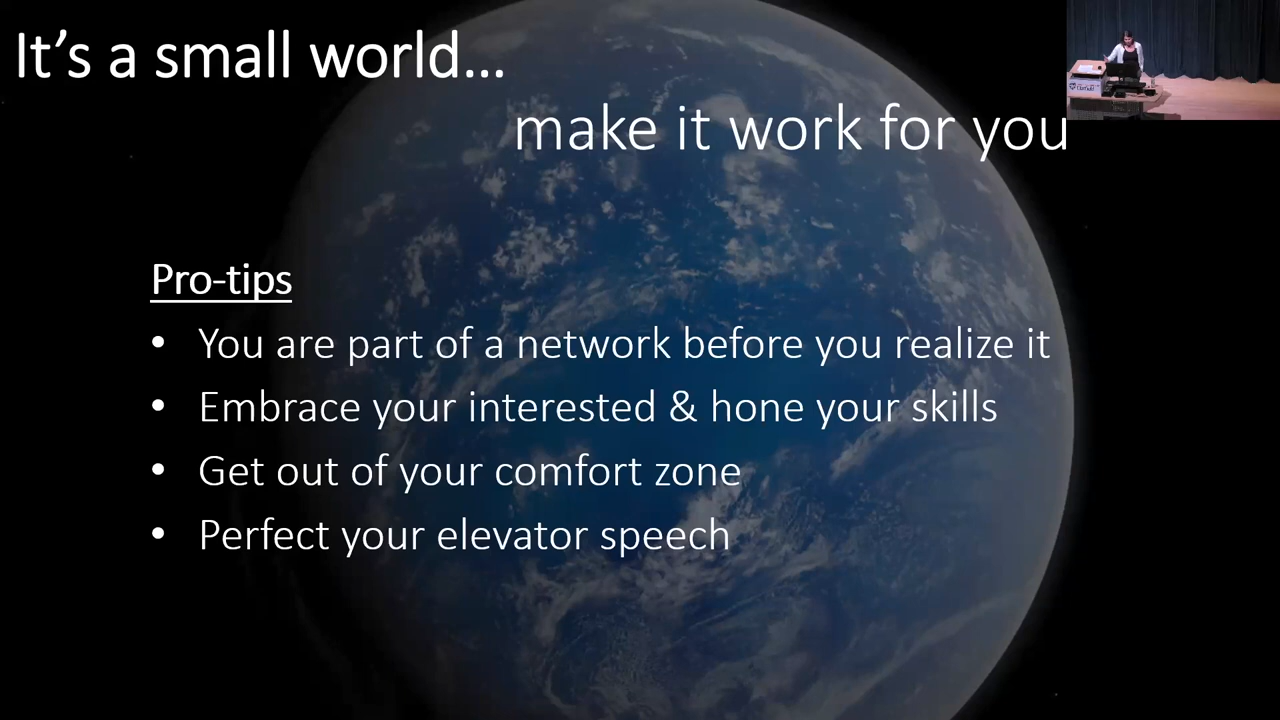 It's a small world...
make it work for you
Pro-tips
• You are part of a network before you realize it
• Embrace your interested & hone your skills
• Get out of your comfort zone
• Perfect your elevator speech